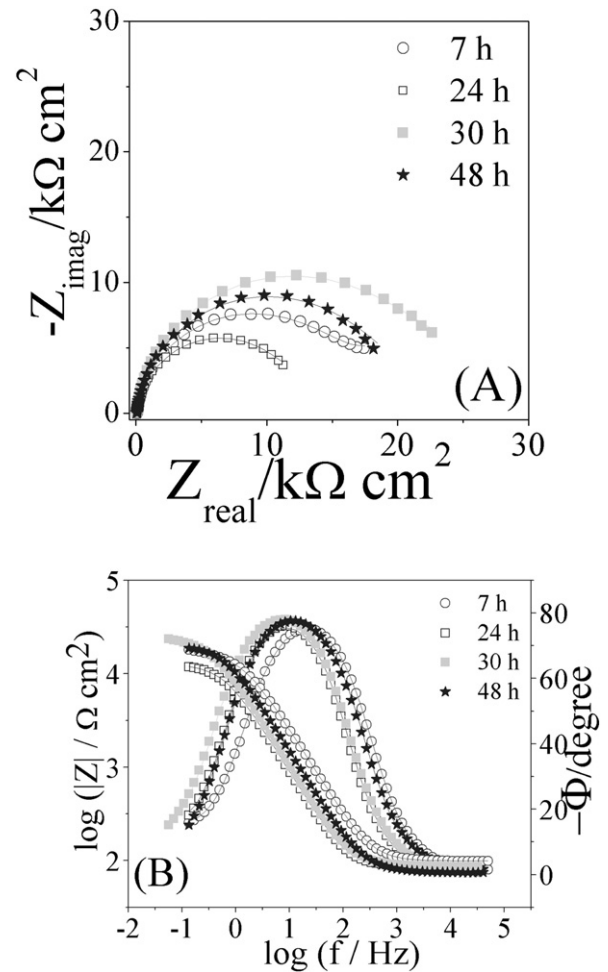 30
20
10
0
-Z_imag/kΩ cm²
7 h
24 h
30 h
48 h
(A)
0 10 20 30
Z_real/kΩ cm²
5
4
3
2
log (|Z| / Ω cm²)
7 h
24 h
30 h
48 h
80
60
40
20
0
−Φ/degree
(B)
-2 -1 0 1 2 3 4 5
log (f / Hz)